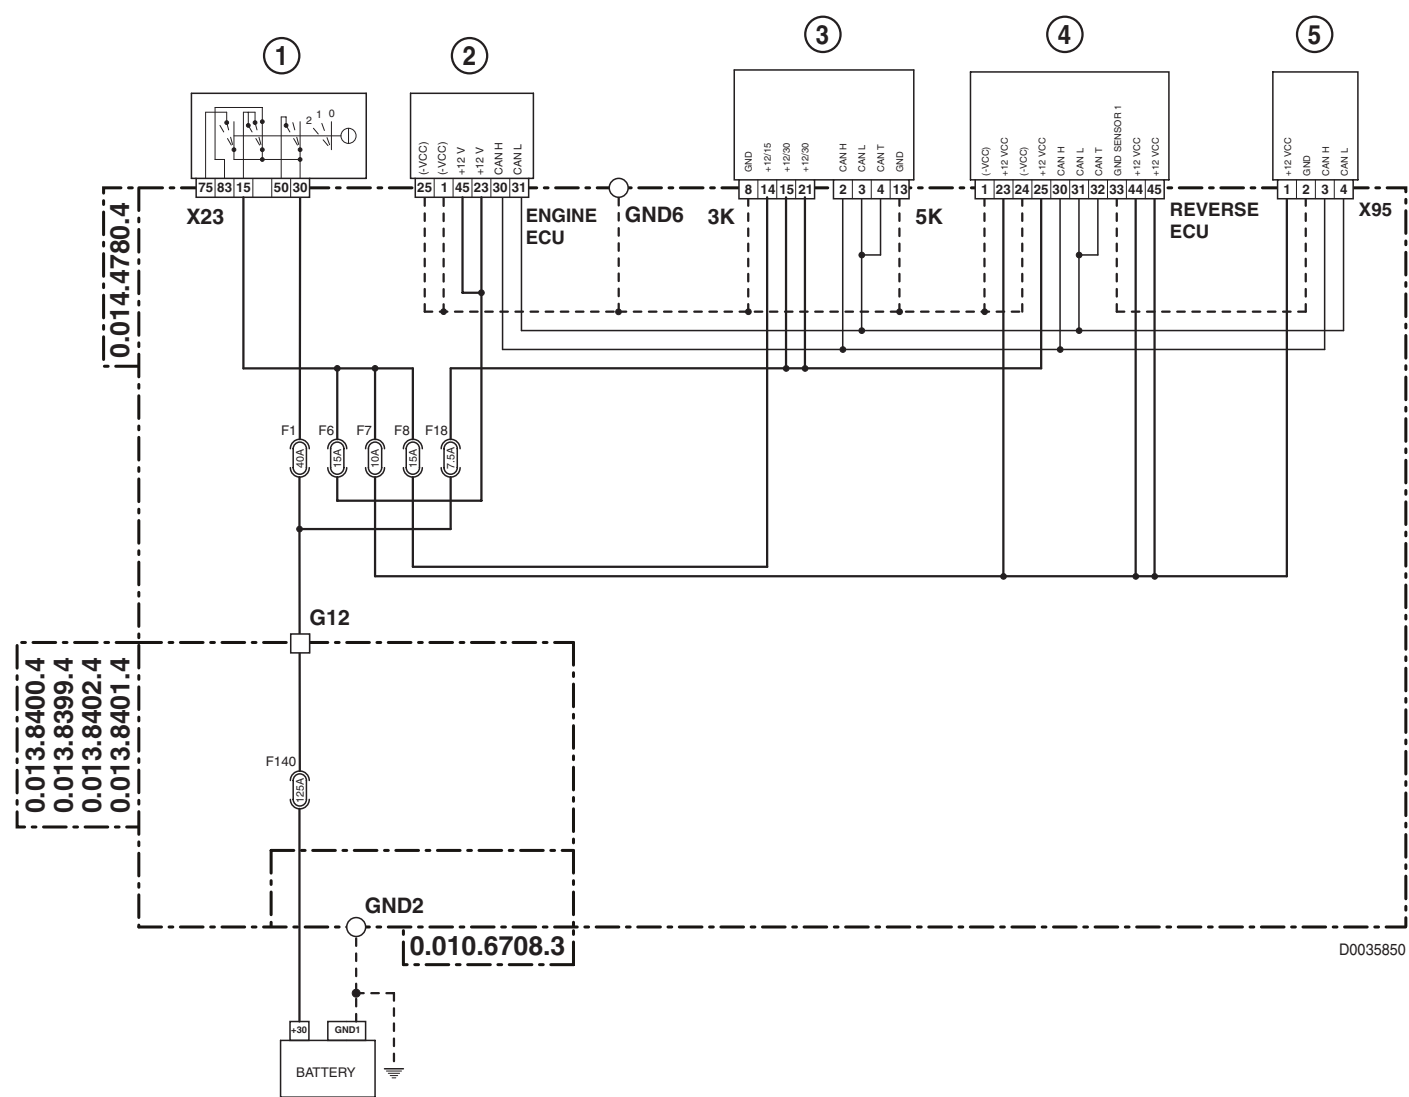 1 2 3 4 5
2 1 0
(-VCC) (-VCC) +12 V +12 V CAN H CAN L
GND +12/15 +12/30 +12/30 CAN H CAN L CAN T GND
(-VCC) +12 VCC (-VCC) +12 VCC CAN H CAN L CAN T GND SENSOR 1 +12 VCC +12 VCC
+12 VCC GND CAN H CAN L
75 83 15 50 30
25 1 45 23 30 31
8 14 15 21 2 3 4 13
1 23 24 25 30 31 32 33 44 45
1 2 3 4
X23
ENGINE
ECU
GND6
3K
5K
REVERSE
ECU
X95
0.014.4780.4
F1 F6 F7 F8 F18
40A 15A 10A 15A 7.5A
G12
0.013.8400.4
0.013.8399.4
0.013.8402.4
0.013.8401.4
F140
125A
GND2
0.010.6708.3
D0035850
+30 GND1
BATTERY